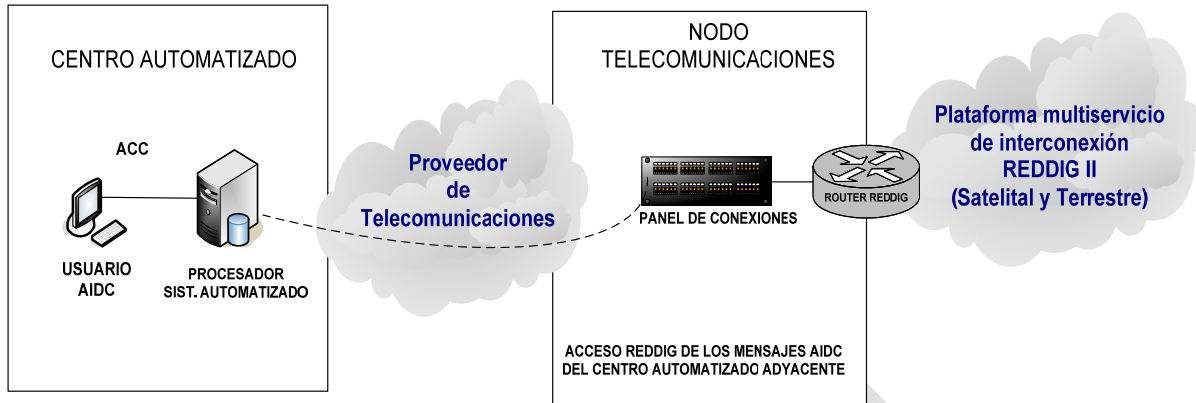 CENTRO AUTOMATIZADO
ACC
USUARIO
AIDC
PROCESADOR
SIST. AUTOMATIZADO
Proveedor
de
Telecomunicaciones
NODO
TELECOMUNICACIONES
PANEL DE CONEXIONES
ROUTER REDDIG
ACCESO REDDIG DE LOS MENSAJES AIDC
DEL CENTRO AUTOMATIZADO ADYACENTE
Plataforma multiservicio
de interconexión
REDDIG II
(Satelital y Terrestre)